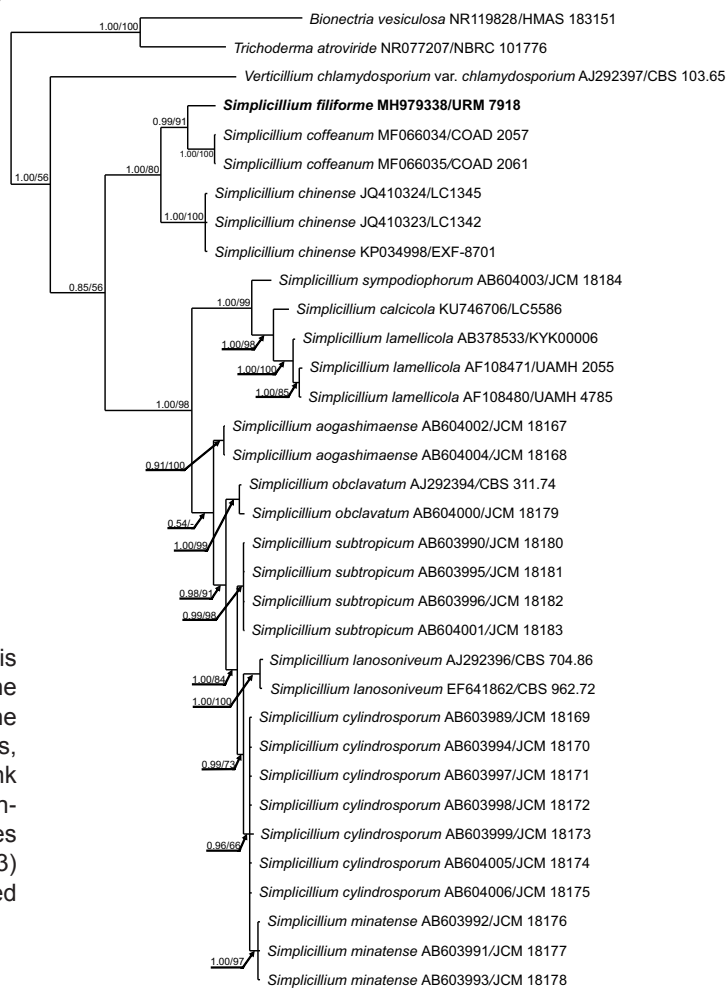 1.00/100
Bionectria vesiculosa NR119828/HMAS 183151
Trichoderma atroviride NR077207/NBRC 101776
Verticillium chlamydosporium var. chlamydosporium AJ292397/CBS 103.65
Simplicillium filiforme MH979338/URM 7918
0.99/91
Simplicillium coffeanum MF066034/COAD 2057
1.00/100
Simplicillium coffeanum MF066035/COAD 2061
1.00/80
1.00/56
Simplicillium chinense JQ410324/LC1345
1.00/100
Simplicillium chinense JQ410323/LC1342
Simplicillium chinense KP034998/EXF-8701
0.85/56
Simplicillium sympodiophorum AB604003/JCM 18184
1.00/99
Simplicillium calcicola KU746706/LC5586
1.00/98
Simplicillium lamellicola AB378533/KYK00006
1.00/100
Simplicillium lamellicola AF108471/UAMH 2055
1.00/85
Simplicillium lamellicola AF108480/UAMH 4785
1.00/98
Simplicillium aogashimaense AB604002/JCM 18167
Simplicillium aogashimaense AB604004/JCM 18168
0.91/100
Simplicillium obclavatum AJ292394/CBS 311.74
Simplicillium obclavatum AB604000/JCM 18179
0.54/-
1.00/99
Simplicillium subtropicum AB603990/JCM 18180
Simplicillium subtropicum AB603995/JCM 18181
0.98/91
Simplicillium subtropicum AB603996/JCM 18182
0.99/98
Simplicillium subtropicum AB604001/JCM 18183
Simplicillium lanosoniveum AJ292396/CBS 704.86
1.00/84
Simplicillium lanosoniveum EF641862/CBS 962.72
1.00/100
Simplicillium cylindrosporum AB603989/JCM 18169
Simplicillium cylindrosporum AB603994/JCM 18170
0.99/73
Simplicillium cylindrosporum AB603997/JCM 18171
Simplicillium cylindrosporum AB603998/JCM 18172
Simplicillium cylindrosporum AB603999/JCM 18173
0.96/66
Simplicillium cylindrosporum AB604005/JCM 18174
Simplicillium cylindrosporum AB604006/JCM 18175
Simplicillium minatense AB603992/JCM 18176
Simplicillium minatense AB603991/JCM 18177
1.00/97
Simplicillium minatense AB603993/JCM 18178
is
ne
ne
s,
nk
n-
es
3)
ed